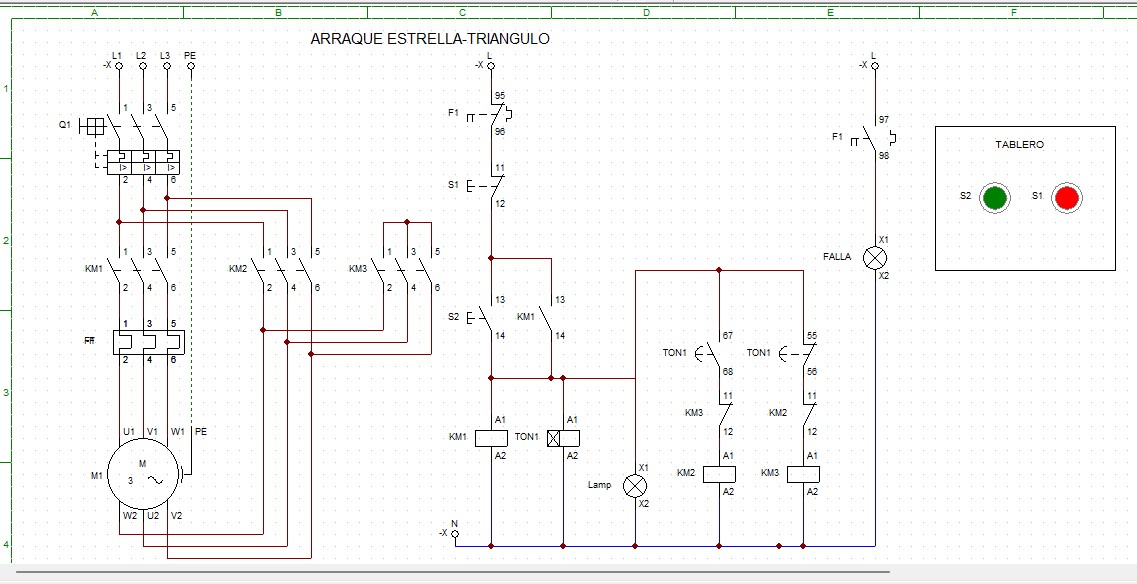 A B C D E F
ARRAQUE ESTRELLA-TRIANGULO
L1 L2 L3 PE
-X
L
-X
L
-X
1
95
F1
96
97
F1
98
1 3 5
Q1
I> I> I>
2 4 6
TABLERO
S2 S1
11
S1
12
2
X1
FALLA
X2
1 3 5
KM1
2 4 6
1 3 5
KM2
2 4 6
1 3 5
KM3
2 4 6
13
S2
14
13
KM1
14
1 3 5
2 4 6
67
TON1
68
55
TON1
56
3
11
KM3
12
11
KM2
12
A1
KM1
A2
A1
TON1
A2
U1 V1 W1 PE
M1
M
3
W2 U2 V2
X1
Lamp
X2
A1
KM2
A2
A1
KM3
A2
N
-X
4